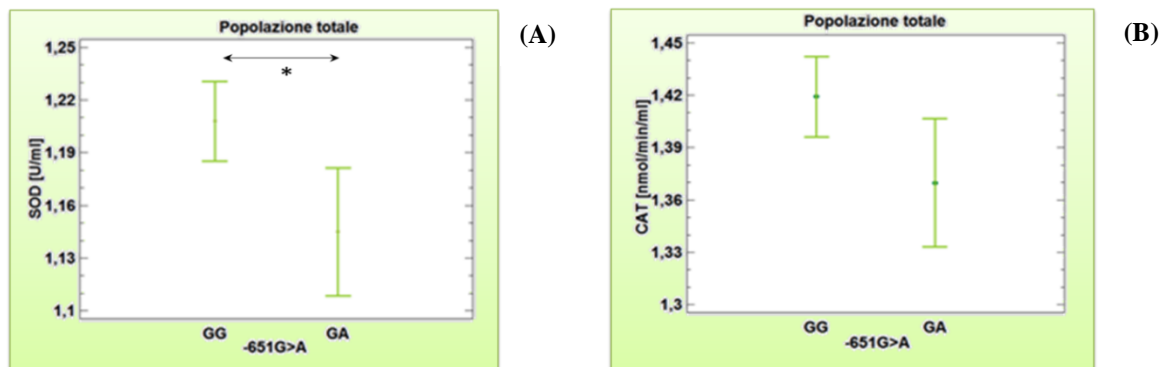 Popolazione totale
(A)
SOD [U/ml]
1,25
1,22
1,19
1,16
1,13
1,1
*
GG GA
-651G>A
Popolazione totale
(B)
CAT [nmol/min/ml]
1,45
1,42
1,39
1,36
1,33
1,3
GG GA
-651G>A